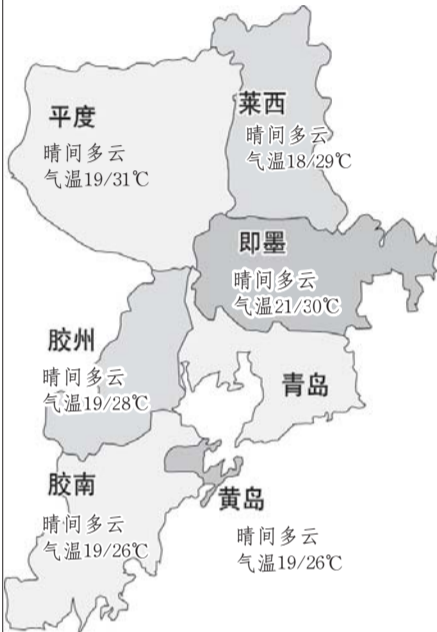 平度
晴间多云
气温19/31℃
莱西
晴间多云
气温18/29℃
即墨
晴间多云
气温21/30℃
胶州
晴间多云
气温19/28℃
青岛
胶南
晴间多云
气温19/26℃
黄岛
晴间多云
气温19/26℃